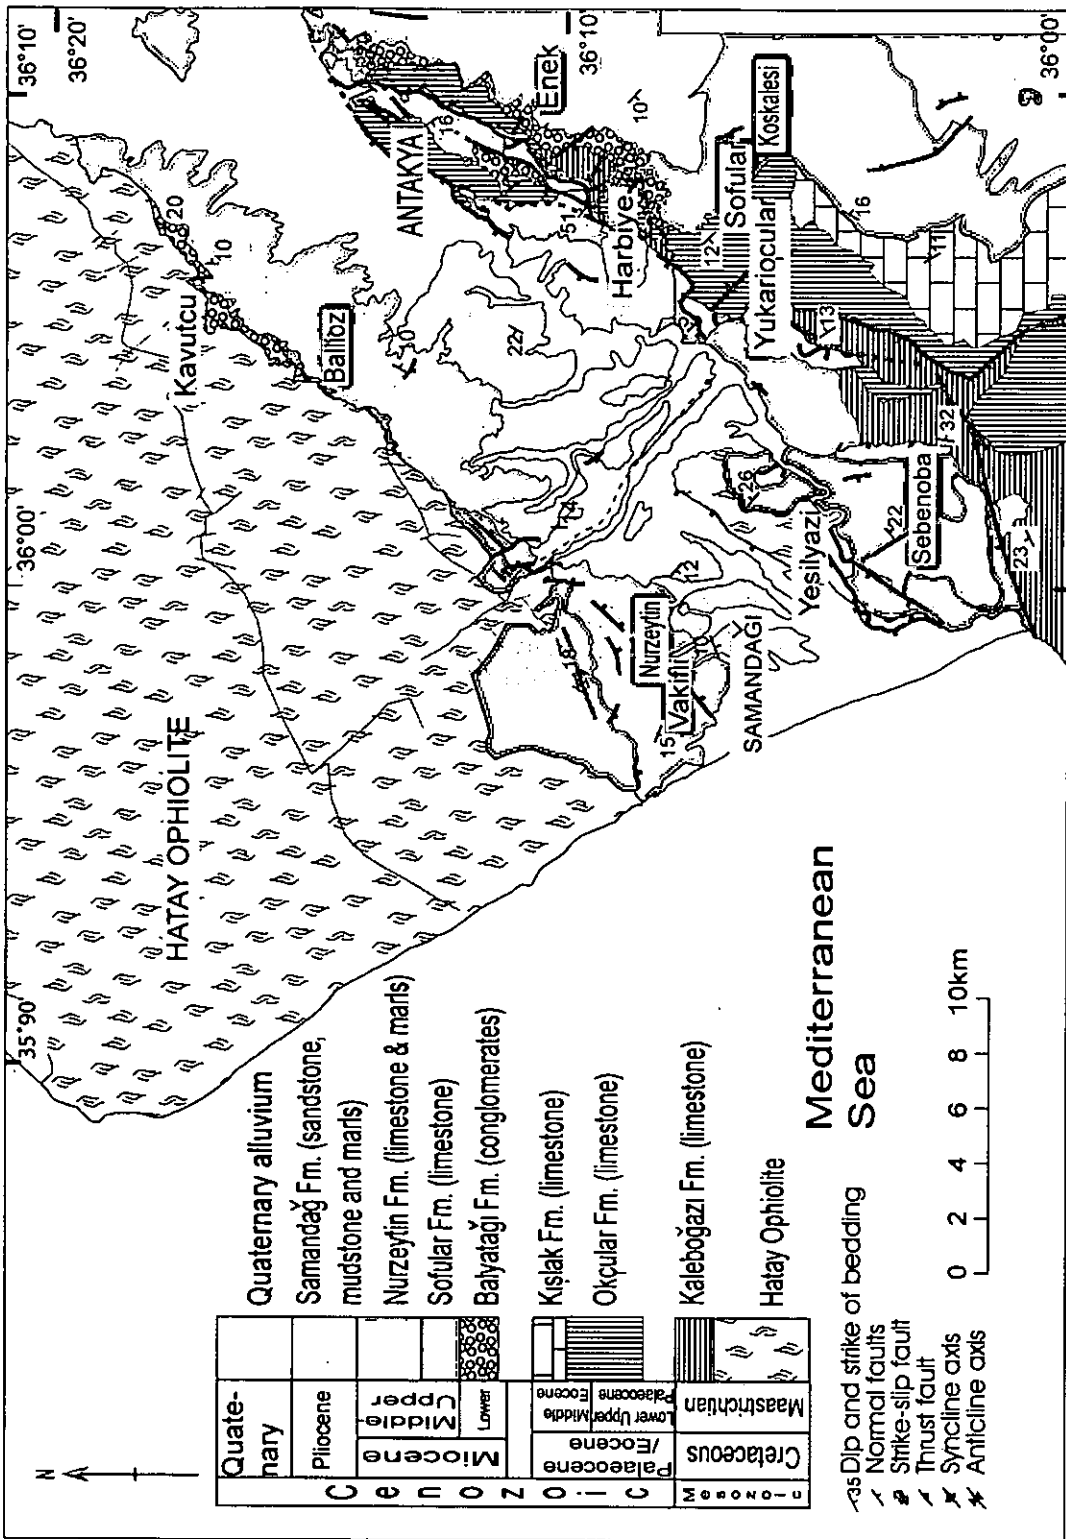 N
Quate-
nary
Pliocene
Middle-
Upper
Lower
Miocene
Middle
Eocene
Lower Upper
Palaeocene
Palaeocene
/Eocene
Maastrichtian
Cretaceous
Cenozoic
Mesozoic
Quaternary alluvium
Samandağ Fm. (sandstone,
mudstone and marls)
Nurzeytin Fm. (limestone & marls)
Sofular Fm. (limestone)
Balyatağı Fm. (conglomerates)
Kışlak Fm. (limestone)
Okçular Fm. (limestone)
Kaleboğazı Fm. (limestone)
Hatay Ophiolite
35 Dip and strike of bedding
Normal faults
Strike-slip fault
Thrust fault
Syncline axis
Anticline axis
0 2 4 6 8 10km
Mediterranean
Sea
35°90'
36°00'
36°10'
36°20'
36°10'
36°00'
HATAY OPHIOLITE
Kavutcu
20
10
Ballıöz
ANTAKYA
16
Enek
10
51
Harbiye
22
12
Sofular
Koskalesi
Yukariocular
16
11
13
14
26
Yesilyazi
22
Sebenoba
32
23
18
Nurzeytin
12
Vakifli
10
15
SAMANDAGI